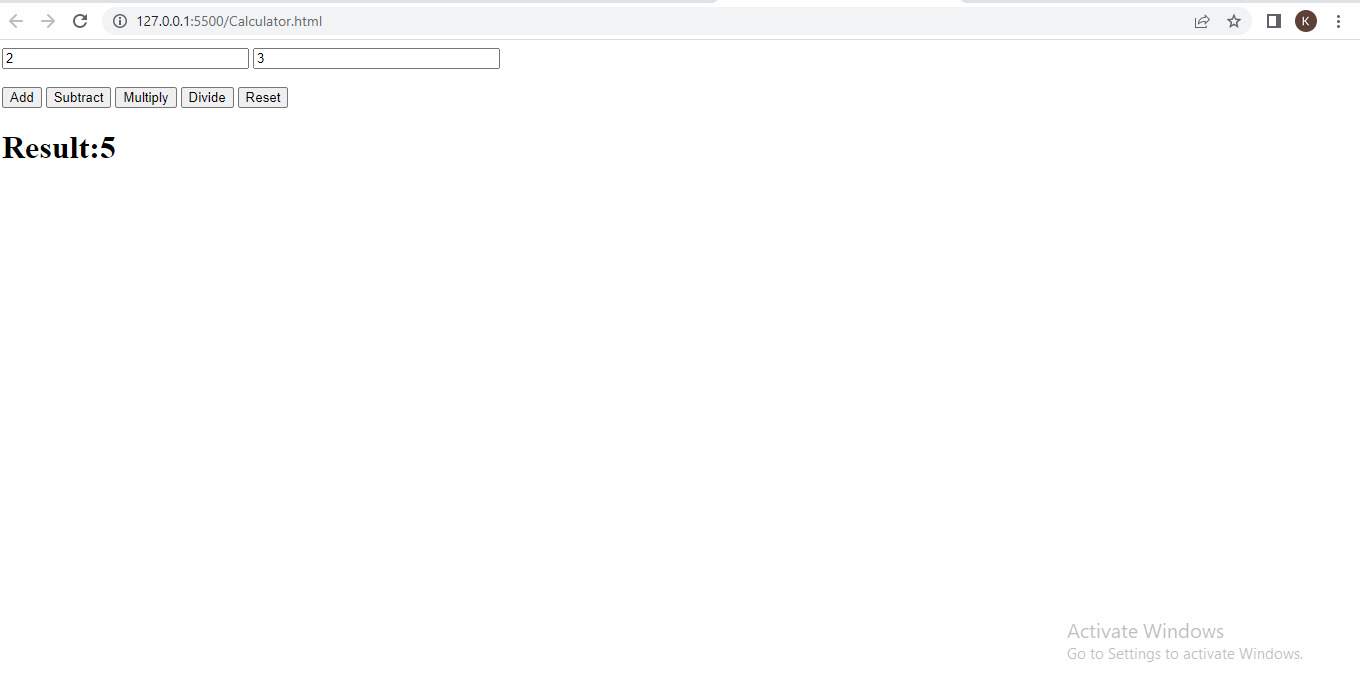 127.0.0.1:5500/Calculator.html
K
2 3
Add Subtract Multiply Divide Reset
Result:5
Activate Windows
Go to Settings to activate Windows.